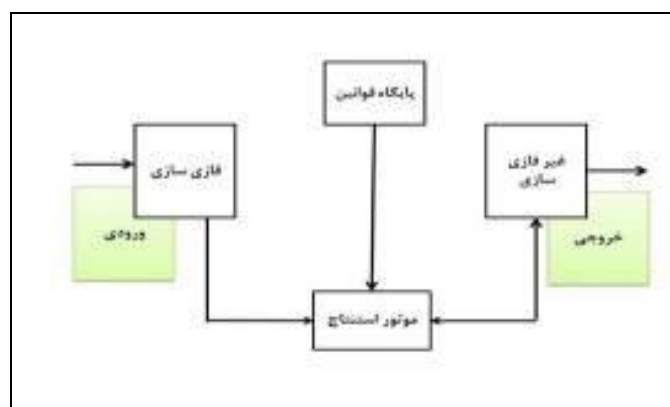 پایگاه قوانین
فازی سازی
غیر فازی
سازی
ورودی
خروجی
موتور استنتاج